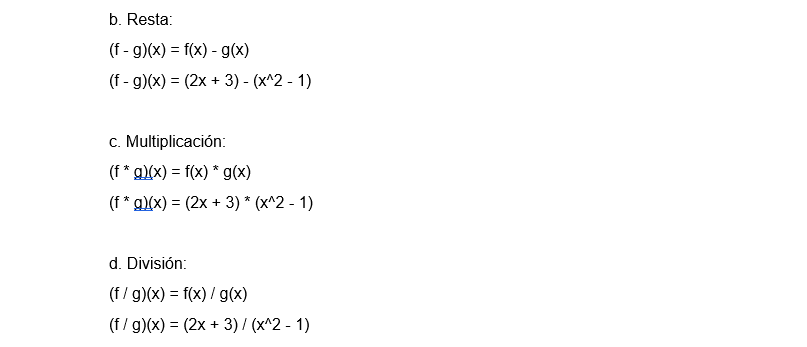 b. Resta:
(f - g)(x) = f(x) - g(x)
(f - g)(x) = (2x + 3) - (x^2 - 1)
c. Multiplicación:
(f * g)(x) = f(x) * g(x)
(f * g)(x) = (2x + 3) * (x^2 - 1)
d. División:
(f / g)(x) = f(x) / g(x)
(f / g)(x) = (2x + 3) / (x^2 - 1)